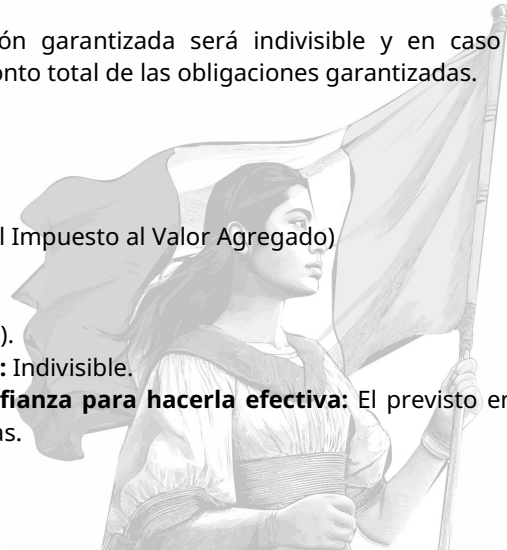 ón garantizada será indivisible y en caso
onto total de las obligaciones garantizadas.
l Impuesto al Valor Agregado)
).
: Indivisible.
fianza para hacerla efectiva: El previsto en
as.